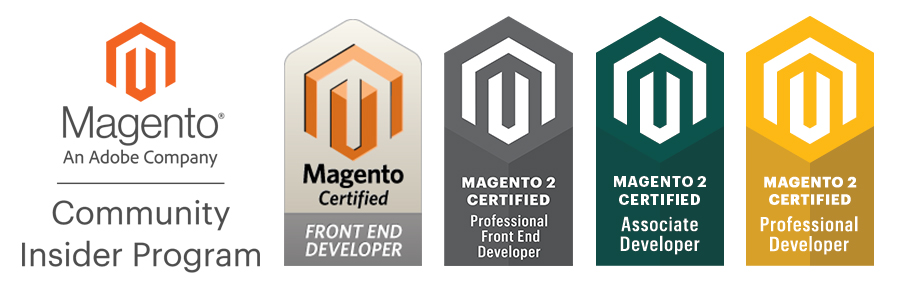 Magento®
An Adobe Company
Community
Insider Program
Magento
Certified
FRONT END
DEVELOPER
MAGENTO 2
CERTIFIED
Professional
Front End
Developer
MAGENTO 2
CERTIFIED
Associate
Developer
MAGENTO 2
CERTIFIED
Professional
Developer